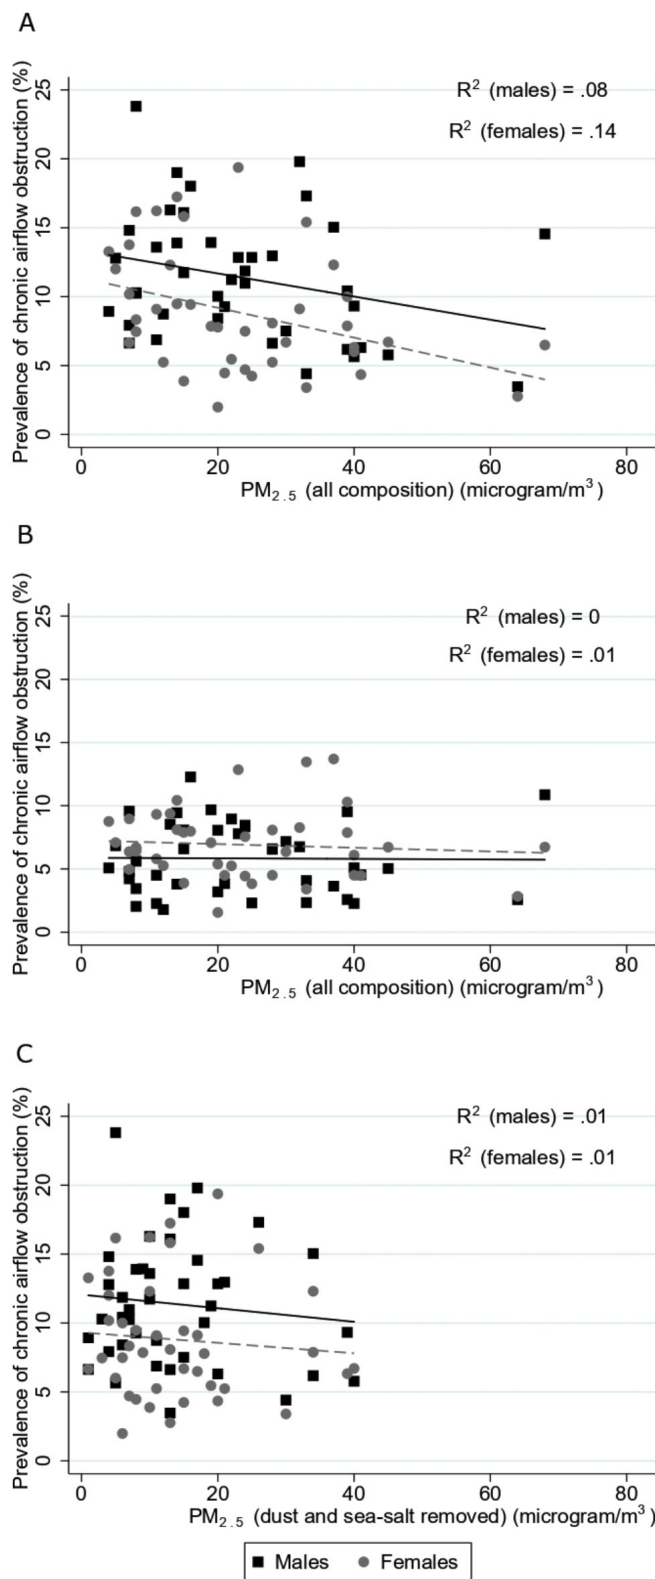 A
Prevalence of chronic airflow obstruction (%)
25
20
15
10
5
0
R² (males) = .08
R² (females) = .14
0 20 40 60 80
PM₂.₅ (all composition) (microgram/m³)
B
Prevalence of chronic airflow obstruction (%)
25
20
15
10
5
0
R² (males) = 0
R² (females) = .01
0 20 40 60 80
PM₂.₅ (all composition) (microgram/m³)
C
Prevalence of chronic airflow obstruction (%)
25
20
15
10
5
0
R² (males) = .01
R² (females) = .01
0 20 40 60 80
PM₂.₅ (dust and sea-salt removed) (microgram/m³)
Males Females